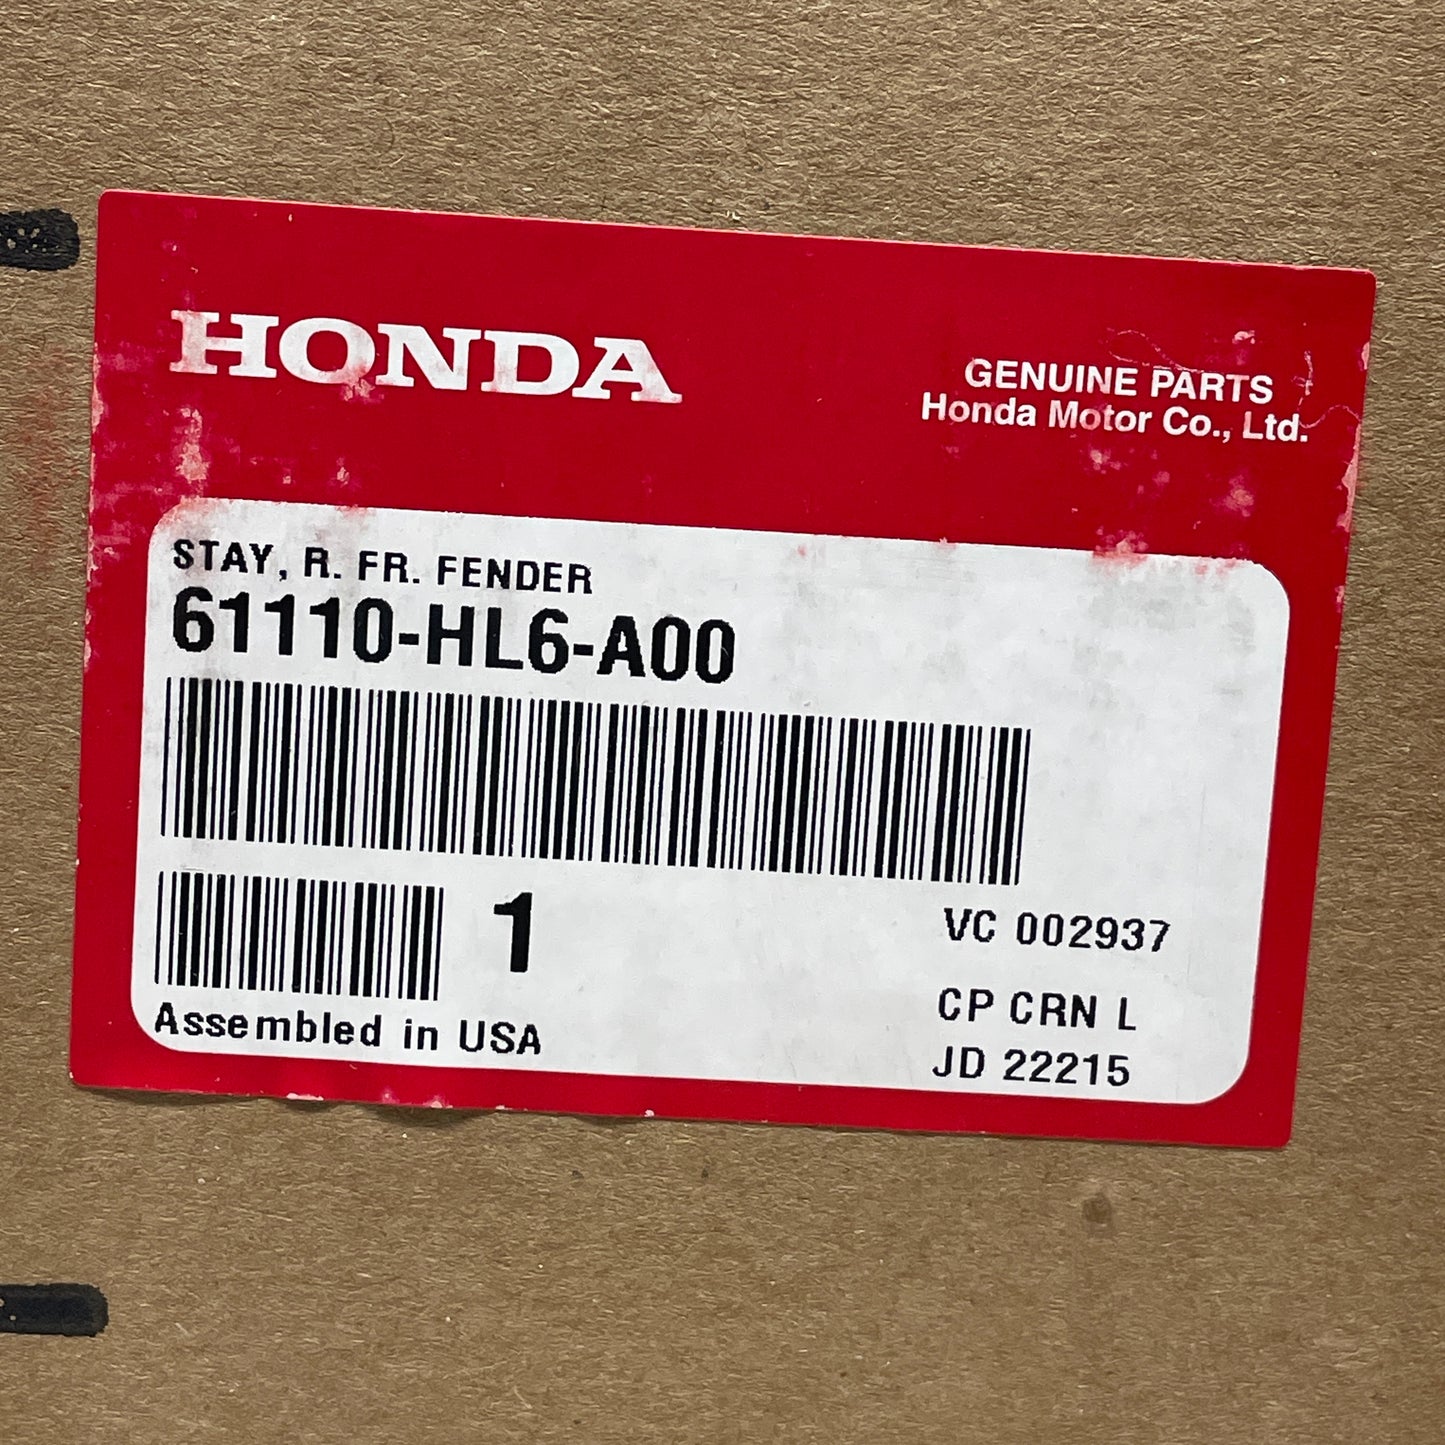 HONDA
GENUINE PARTS
Honda Motor Co., Ltd.
STAY, R. FR. FENDER
61110-HL6-A00
1
VC 002937
CP CRN L
Assembled in USA
JD 22215